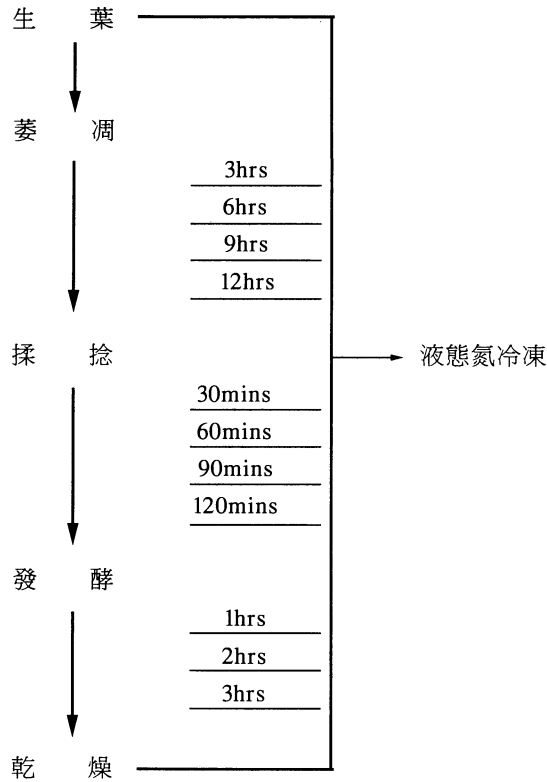 生葉
萎凋
3hrs
6hrs
9hrs
12hrs
揉捻
液態氮冷凍
30mins
60mins
90mins
120mins
發酵
1hrs
2hrs
3hrs
乾燥